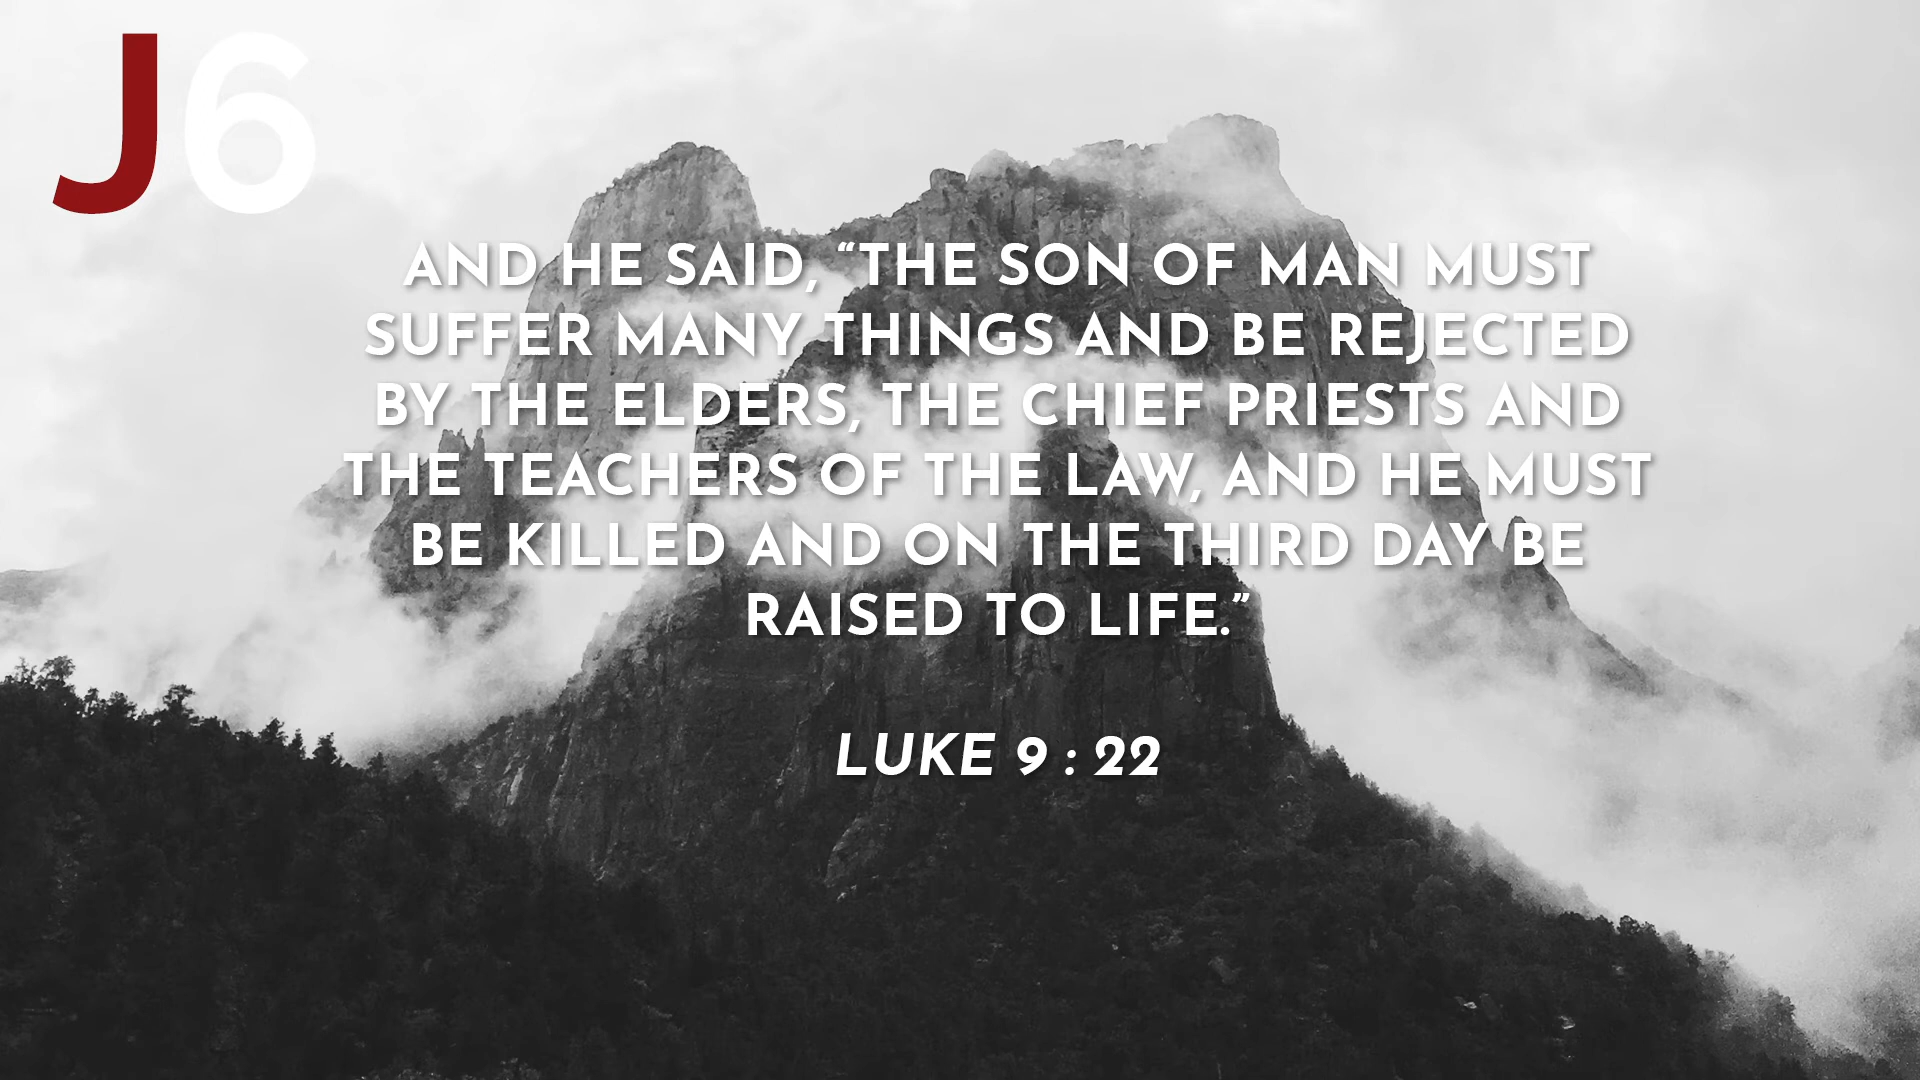 J6
AND HE SAID, “THE SON OF MAN MUST
SUFFER MANY THINGS AND BE REJECTED
BY THE ELDERS, THE CHIEF PRIESTS AND
THE TEACHERS OF THE LAW, AND HE MUST
BE KILLED AND ON THE THIRD DAY BE
RAISED TO LIFE.”
LUKE 9 : 22